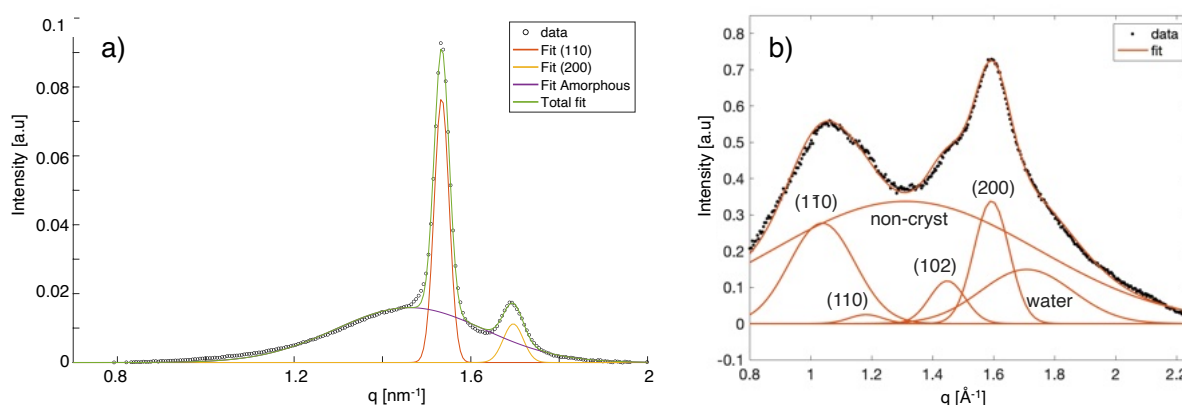 a)
0.1
0.08
0.06
0.04
0.02
0
Intensity [a.u.]
0.8
1.2
1.6
2
q [nm⁻¹]
data
Fit (110)
Fit (200)
Fit Amorphous
Total fit
b)
0.8
0.7
0.6
0.5
0.4
0.3
0.2
0.1
0
-0.1
Intensity [a.u]
0.8
1
1.2
1.4
1.6
1.8
2
2.2
q [Å⁻¹]
data
fit
(11̄0)
non-cryst
(200)
(102)
(110)
water